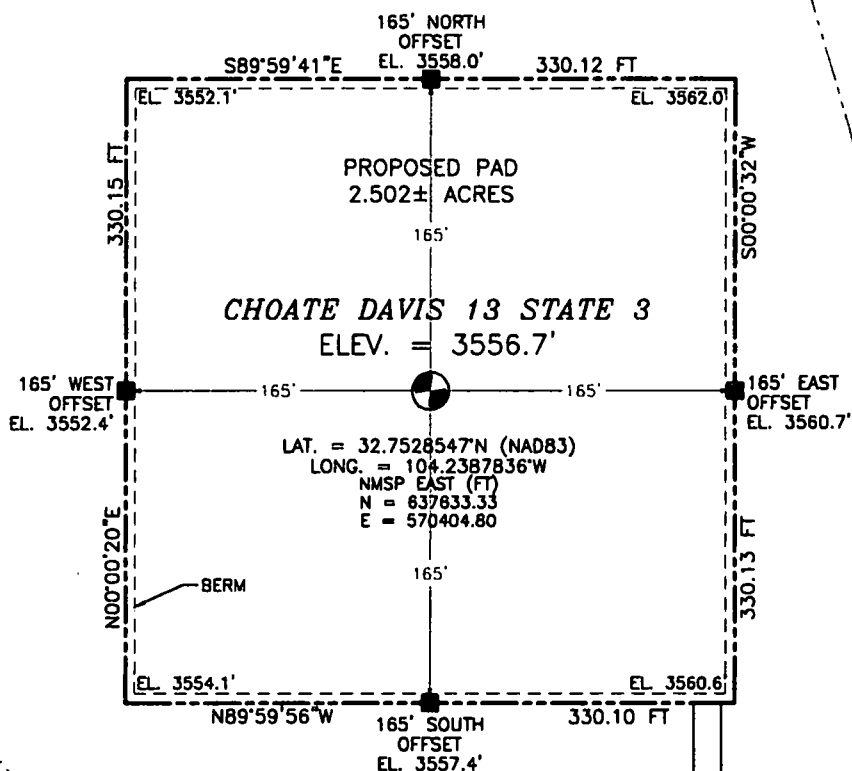 165' NORTH
OFFSET
EL. 3558.0'
S89°59'41"E
330.12 FT
EL. 3552.1'
EL. 3562.0'
330.15 FT
S00°00'32"W
PROPOSED PAD
2.502± ACRES
165'
CHOATE DAVIS 13 STATE 3
ELEV. = 3556.7'
165' WEST
OFFSET
EL. 3552.4'
165'
165'
165' EAST
OFFSET
EL. 3560.7'
LAT. = 32.7528547°N (NAD83)
LONG. = 104.2387836°W
NMSP EAST (FT)
N = 637633.33
E = 570404.80
165'
N00°00'20"E
330.13 FT
BERM
EL. 3554.1'
EL. 3560.6'
N89°59'56"W
330.10 FT
165' SOUTH
OFFSET
EL. 3557.4'